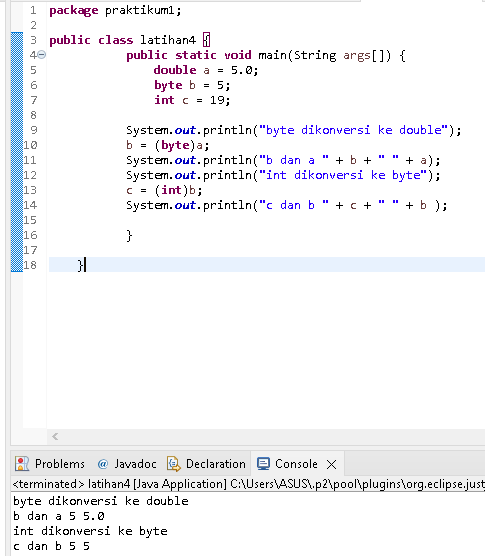 1 package praktikum1;
2
3 public class latihan4 {
4 public static void main(String args[]) {
5 double a = 5.0;
6 byte b = 5;
7 int c = 19;
8
9 System.out.println("byte dikonversi ke double");
10 b = (byte)a;
11 System.out.println("b dan a " + b + " " + a);
12 System.out.println("int dikonversi ke byte");
13 c = (int)b;
14 System.out.println("c dan b " + c + " " + b );
15
16 }
17
18 }
Problems @ Javadoc Declaration Console
<terminated> latihan4 [Java Application] C:\Users\ASUS\.p2\pool\plugins\org.eclipse.just
byte dikonversi ke double
b dan a 5 5.0
int dikonversi ke byte
c dan b 5 5